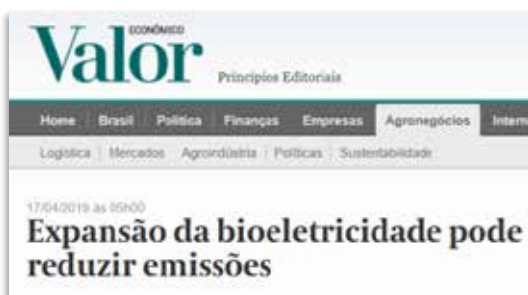 ECONÔMICO
Valor
Princípios Editoriais
Home Brasil Política Finanças Empresas Agronegócios Intern
Logística Mercados Agroindústria Políticas Sustentabilidade
17/04/2019 às 05h00
Expansão da bioeletricidade pode
reduzir emissões